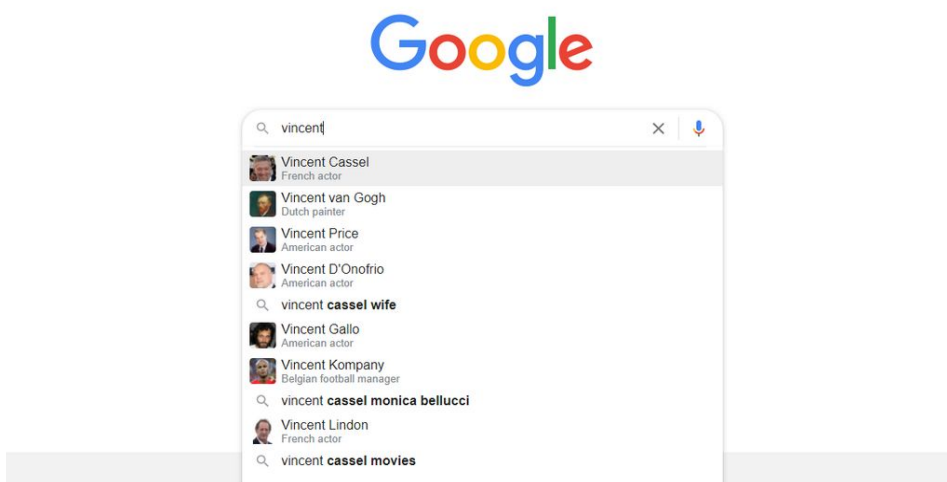 Google
vincent
Vincent Cassel
French actor
Vincent van Gogh
Dutch painter
Vincent Price
American actor
Vincent D'Onofrio
American actor
vincent cassel wife
Vincent Gallo
American actor
Vincent Kompany
Belgian football manager
vincent cassel monica bellucci
Vincent Lindon
French actor
vincent cassel movies